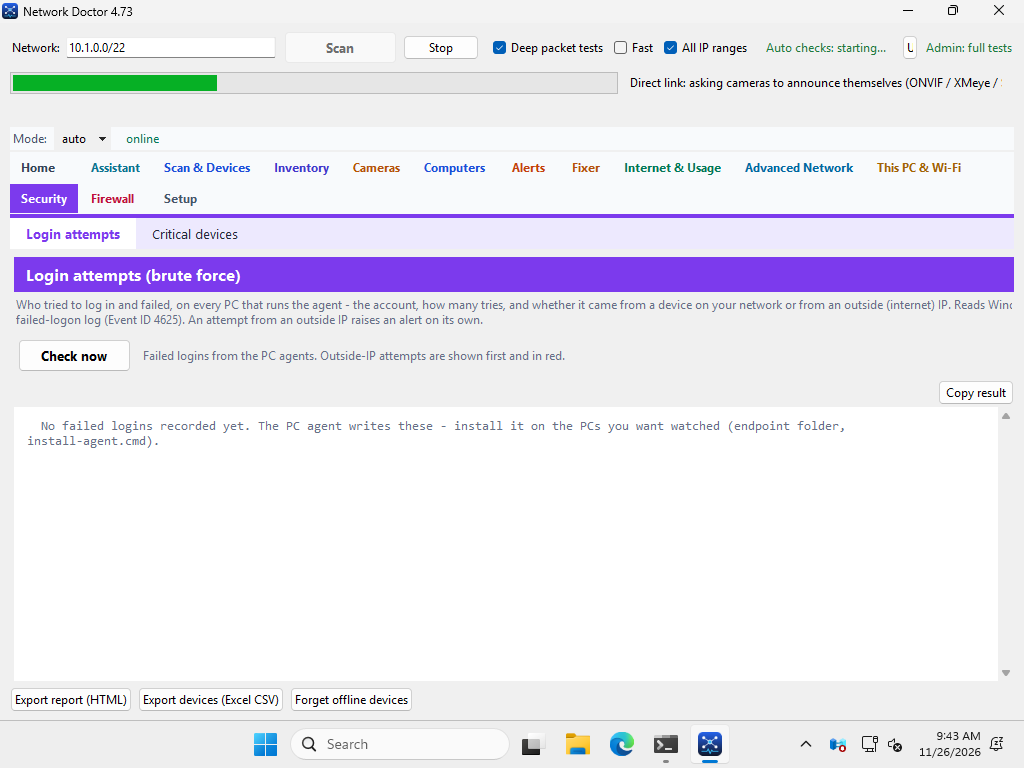 Network Doctor 4.73
Network: 10.1.0.0/22 Scan Stop Deep packet tests Fast All IP ranges Auto checks: starting... U Admin: full tests
Direct link: asking cameras to announce themselves (ONVIF / XMeye /
Mode: auto online
Home Assistant Scan & Devices Inventory Cameras Computers Alerts Fixer Internet & Usage Advanced Network This PC & Wi-Fi
Security Firewall Setup
Login attempts Critical devices
Login attempts (brute force)
Who tried to log in and failed, on every PC that runs the agent - the account, how many tries, and whether it came from a device on your network or from an outside (internet) IP. Reads Wind
failed-logon log (Event ID 4625). An attempt from an outside IP raises an alert on its own.
Check now Failed logins from the PC agents. Outside-IP attempts are shown first and in red.
Copy result
No failed logins recorded yet. The PC agent writes these - install it on the PCs you want watched (endpoint folder,
install-agent.cmd).
Export report (HTML) Export devices (Excel CSV) Forget offline devices
Search
9:43 AM
11/26/2026